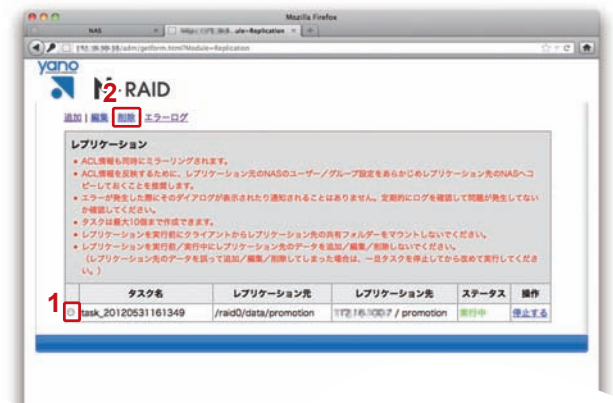 Mozilla Firefox
NAS
ule=Replication
/adm/getform.html?Module=Replication
yano
N-RAID
2
追加 | 編集 削除 エラーログ
レプリケーション
• ACL情報も同時にミラーリングされます。
• ACL情報を反映するために、レプリケーション元のNASのユーザー／グループ設定をあらかじめレプリケーション先のNASへコ
ピーしておくことを推奨します。
• エラーが発生した際にそのダイアログが表示されたり通知されることはありません。定期的にログを確認して問題が発生してない
か確認してください。
• タスクは最大10個まで作成できます。
• レプリケーションを実行前にクライアントからレプリケーション先の共有フォルダーをマウントしないでください。
• レプリケーションを実行前／実行中にレプリケーション先のデータを追加／編集／削除しないでください。
（レプリケーション先のデータを誤って追加／編集／削除してしまった場合は、一旦タスクを停止してから改めて実行してくださ
い。）
タスク名 レプリケーション元 レプリケーション先 ステータス 操作
1 task_20120531161349 /raid0/data/promotion / promotion 実行中 停止する